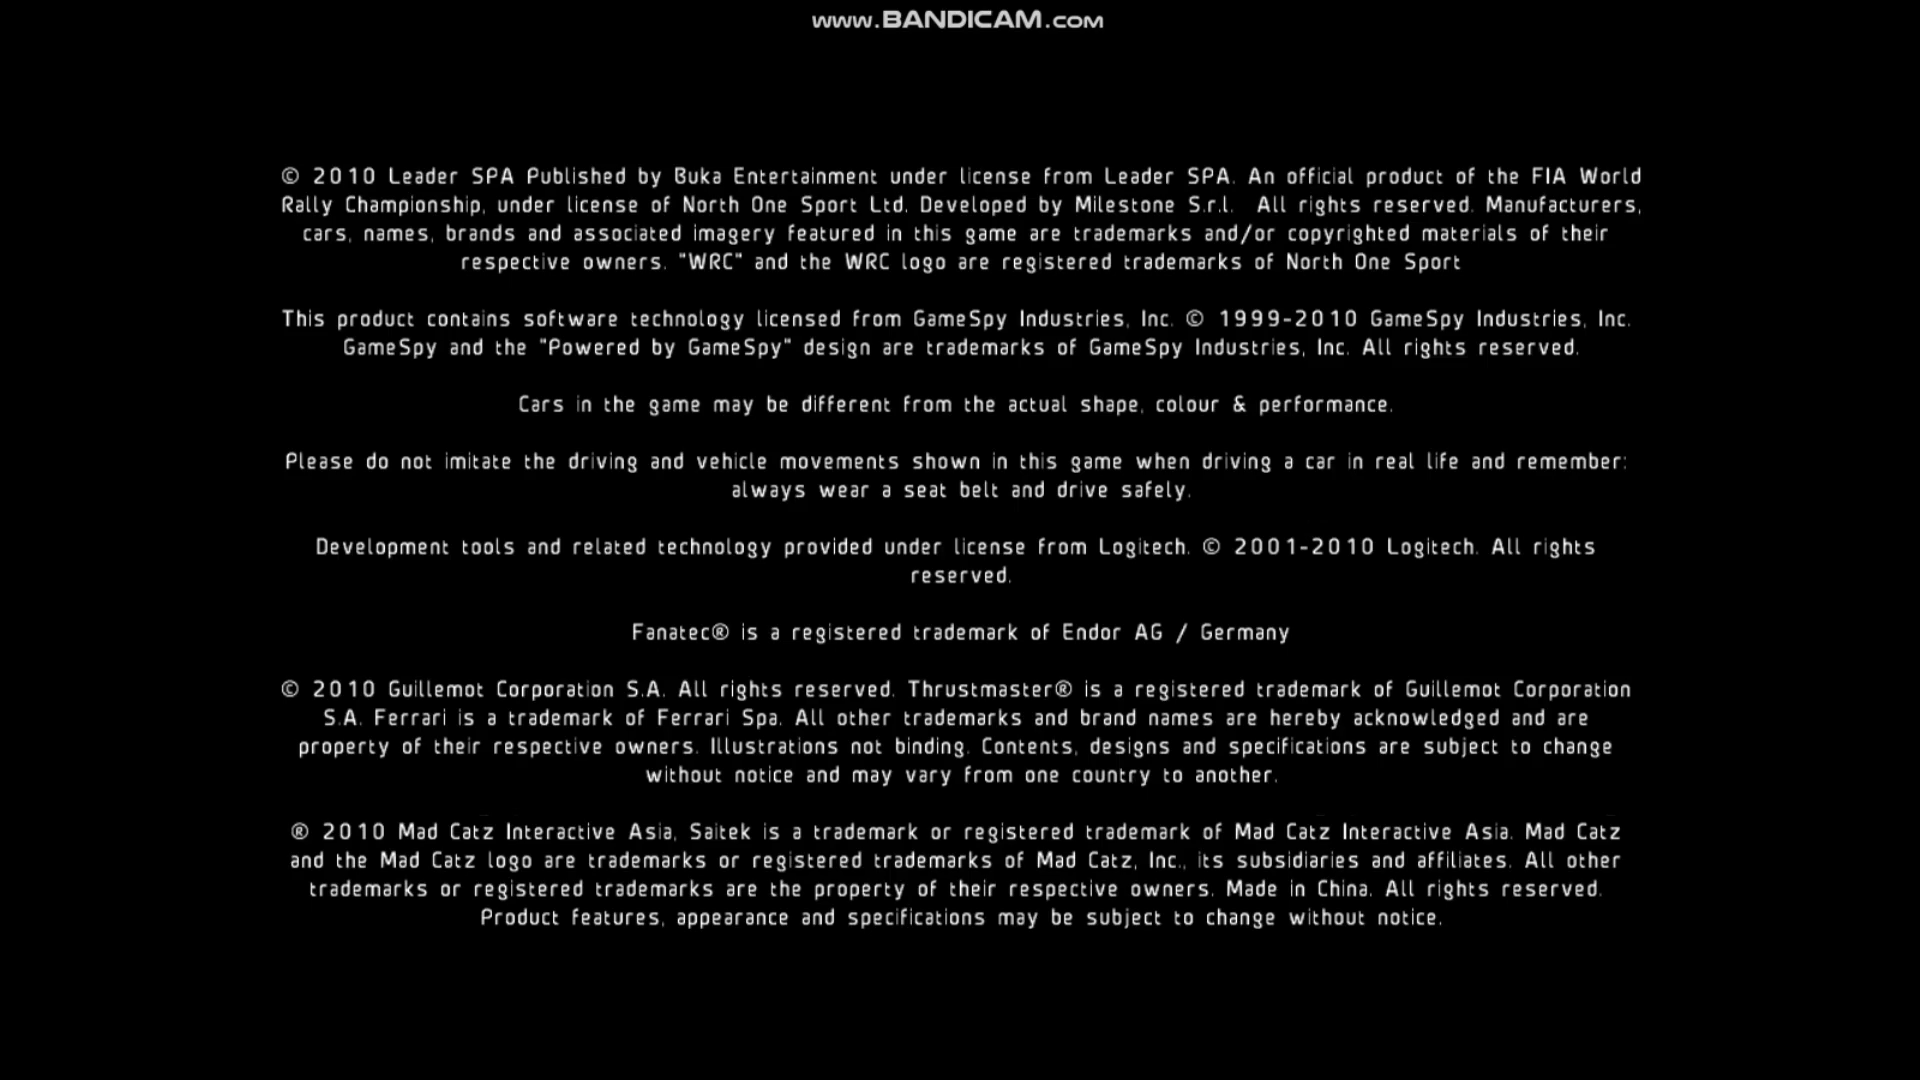 www.BANDICAM.com
© 2010 Leader SPA Published by Buka Entertainment under license from Leader SPA. An official product of the FIA World
Rally Championship, under license of North One Sport Ltd. Developed by Milestone S.r.l.  All rights reserved. Manufacturers,
cars, names, brands and associated imagery featured in this game are trademarks and/or copyrighted materials of their
respective owners. "WRC" and the WRC logo are registered trademarks of North One Sport
This product contains software technology licensed from GameSpy Industries, Inc. © 1999-2010 GameSpy Industries, Inc.
GameSpy and the "Powered by GameSpy" design are trademarks of GameSpy Industries, Inc. All rights reserved.
Cars in the game may be different from the actual shape, colour & performance.
Please do not imitate the driving and vehicle movements shown in this game when driving a car in real life and remember:
always wear a seat belt and drive safely.
Development tools and related technology provided under license from Logitech. © 2001-2010 Logitech. All rights
reserved.
Fanatec® is a registered trademark of Endor AG / Germany
© 2010 Guillemot Corporation S.A. All rights reserved. Thrustmaster® is a registered trademark of Guillemot Corporation
S.A. Ferrari is a trademark of Ferrari Spa. All other trademarks and brand names are hereby acknowledged and are
property of their respective owners. Illustrations not binding. Contents, designs and specifications are subject to change
without notice and may vary from one country to another.
® 2010 Mad Catz Interactive Asia, Saitek is a trademark or registered trademark of Mad Catz Interactive Asia. Mad Catz
and the Mad Catz logo are trademarks or registered trademarks of Mad Catz, Inc., its subsidiaries and affiliates. All other
trademarks or registered trademarks are the property of their respective owners. Made in China. All rights reserved.
Product features, appearance and specifications may be subject to change without notice.